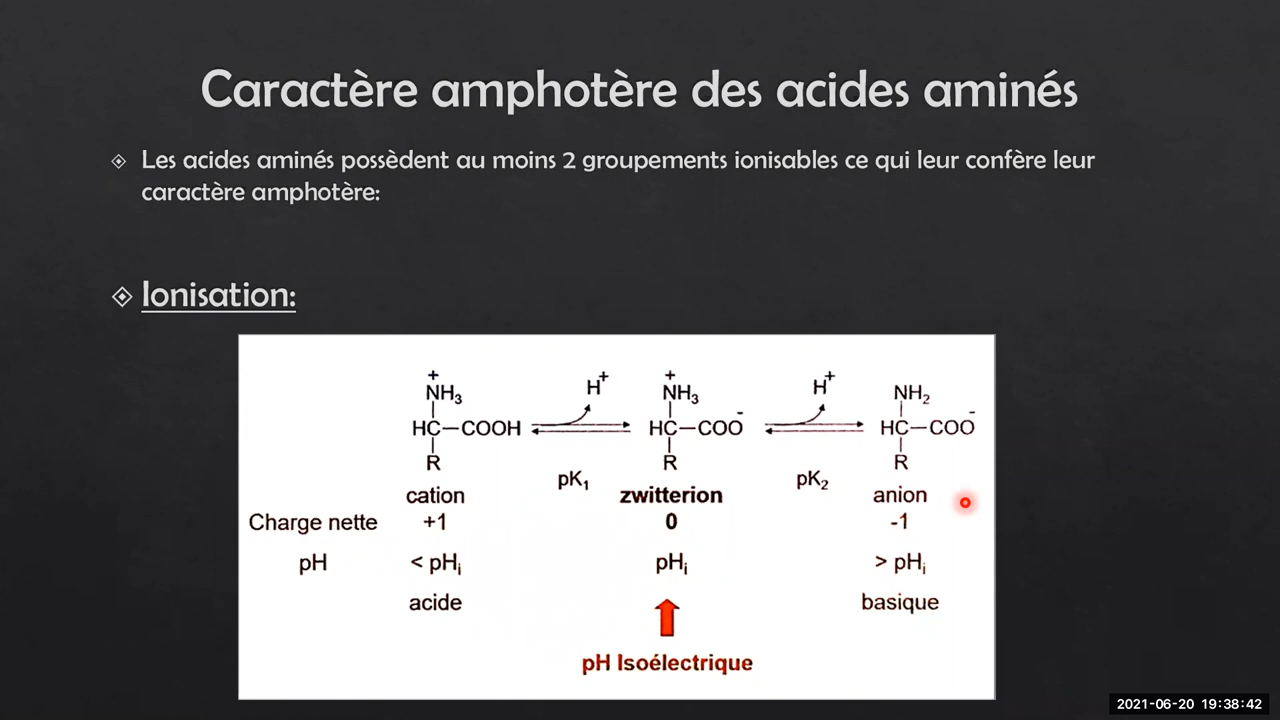 Caractère amphotère des acides aminés
Les acides aminés possèdent au moins 2 groupements ionisables ce qui leur confère leur
caractère amphotère:
Ionisation:
+ H+ + H+
NH3 NH3 NH2
HC—COOH HC—COO- HC—COO-
R R R
pK1 pK2
cation zwitterion anion
Charge nette +1 0 -1
pH < pHi pHi > pHi
acide basique
pH Isoélectrique
2021-06-20 19:38:42